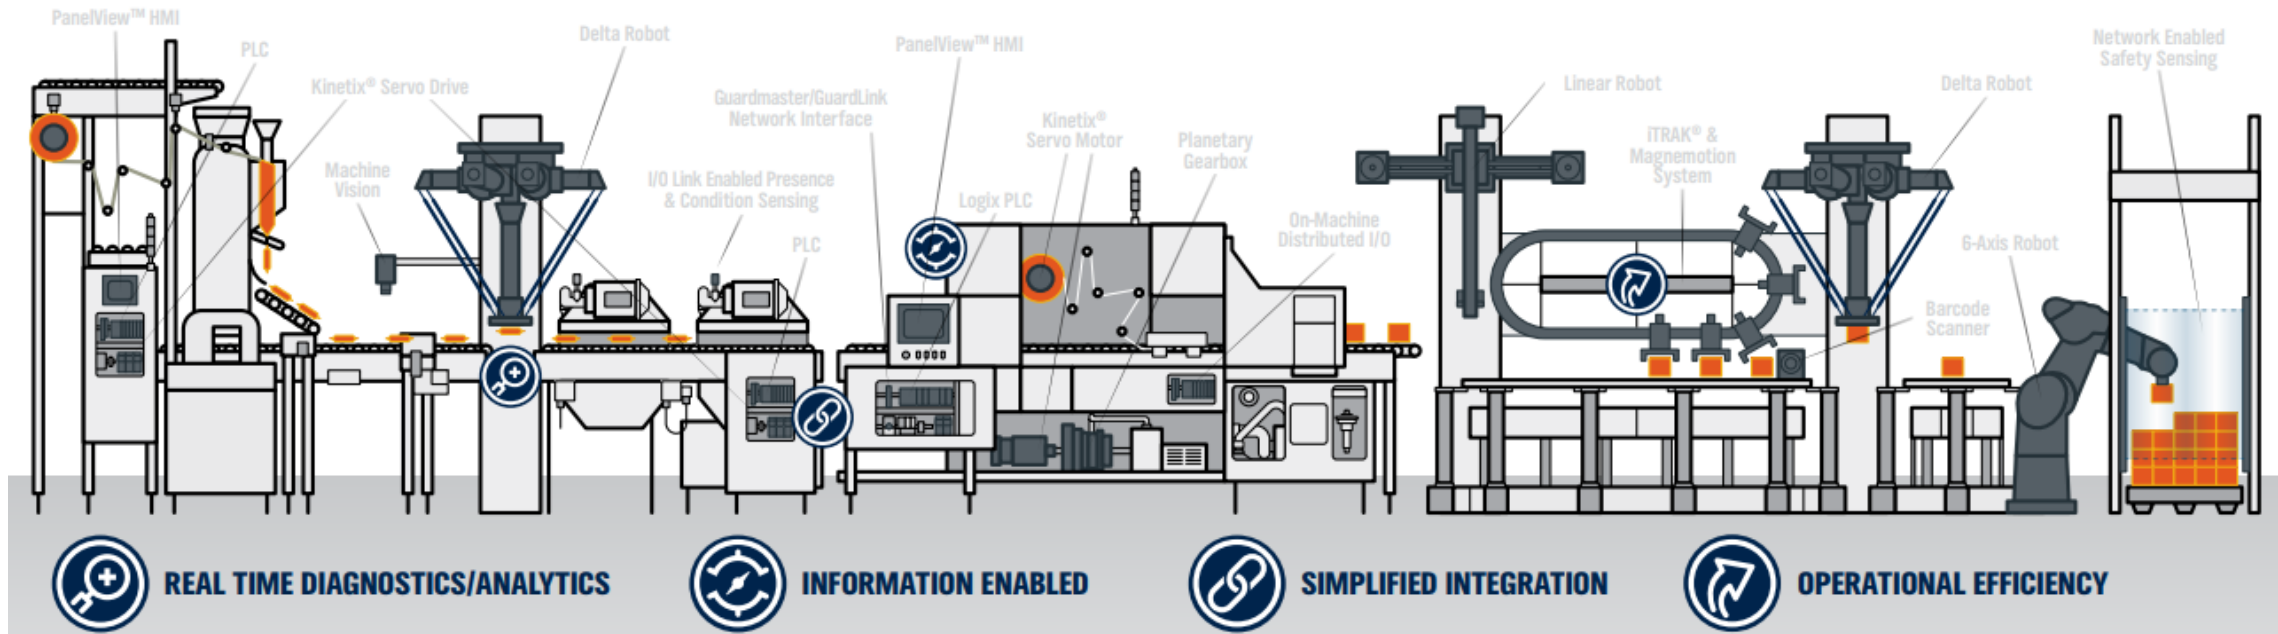 PanelView™ HMI
PLC
Kinetix® Servo Drive
Machine
Vision
Delta Robot
I/O Link Enabled Presence
& Condition Sensing
Guardmaster/GuardLink
Network Interface
PLC
PanelView™ HMI
Logix PLC
Kinetix®
Servo Motor
Planetary
Gearbox
On-Machine
Distributed I/O
Linear Robot
iTRAK® &
Magnemotion
System
Delta Robot
Barcode
Scanner
6-Axis Robot
Network Enabled
Safety Sensing
REAL TIME DIAGNOSTICS/ANALYTICS
INFORMATION ENABLED
SIMPLIFIED INTEGRATION
OPERATIONAL EFFICIENCY